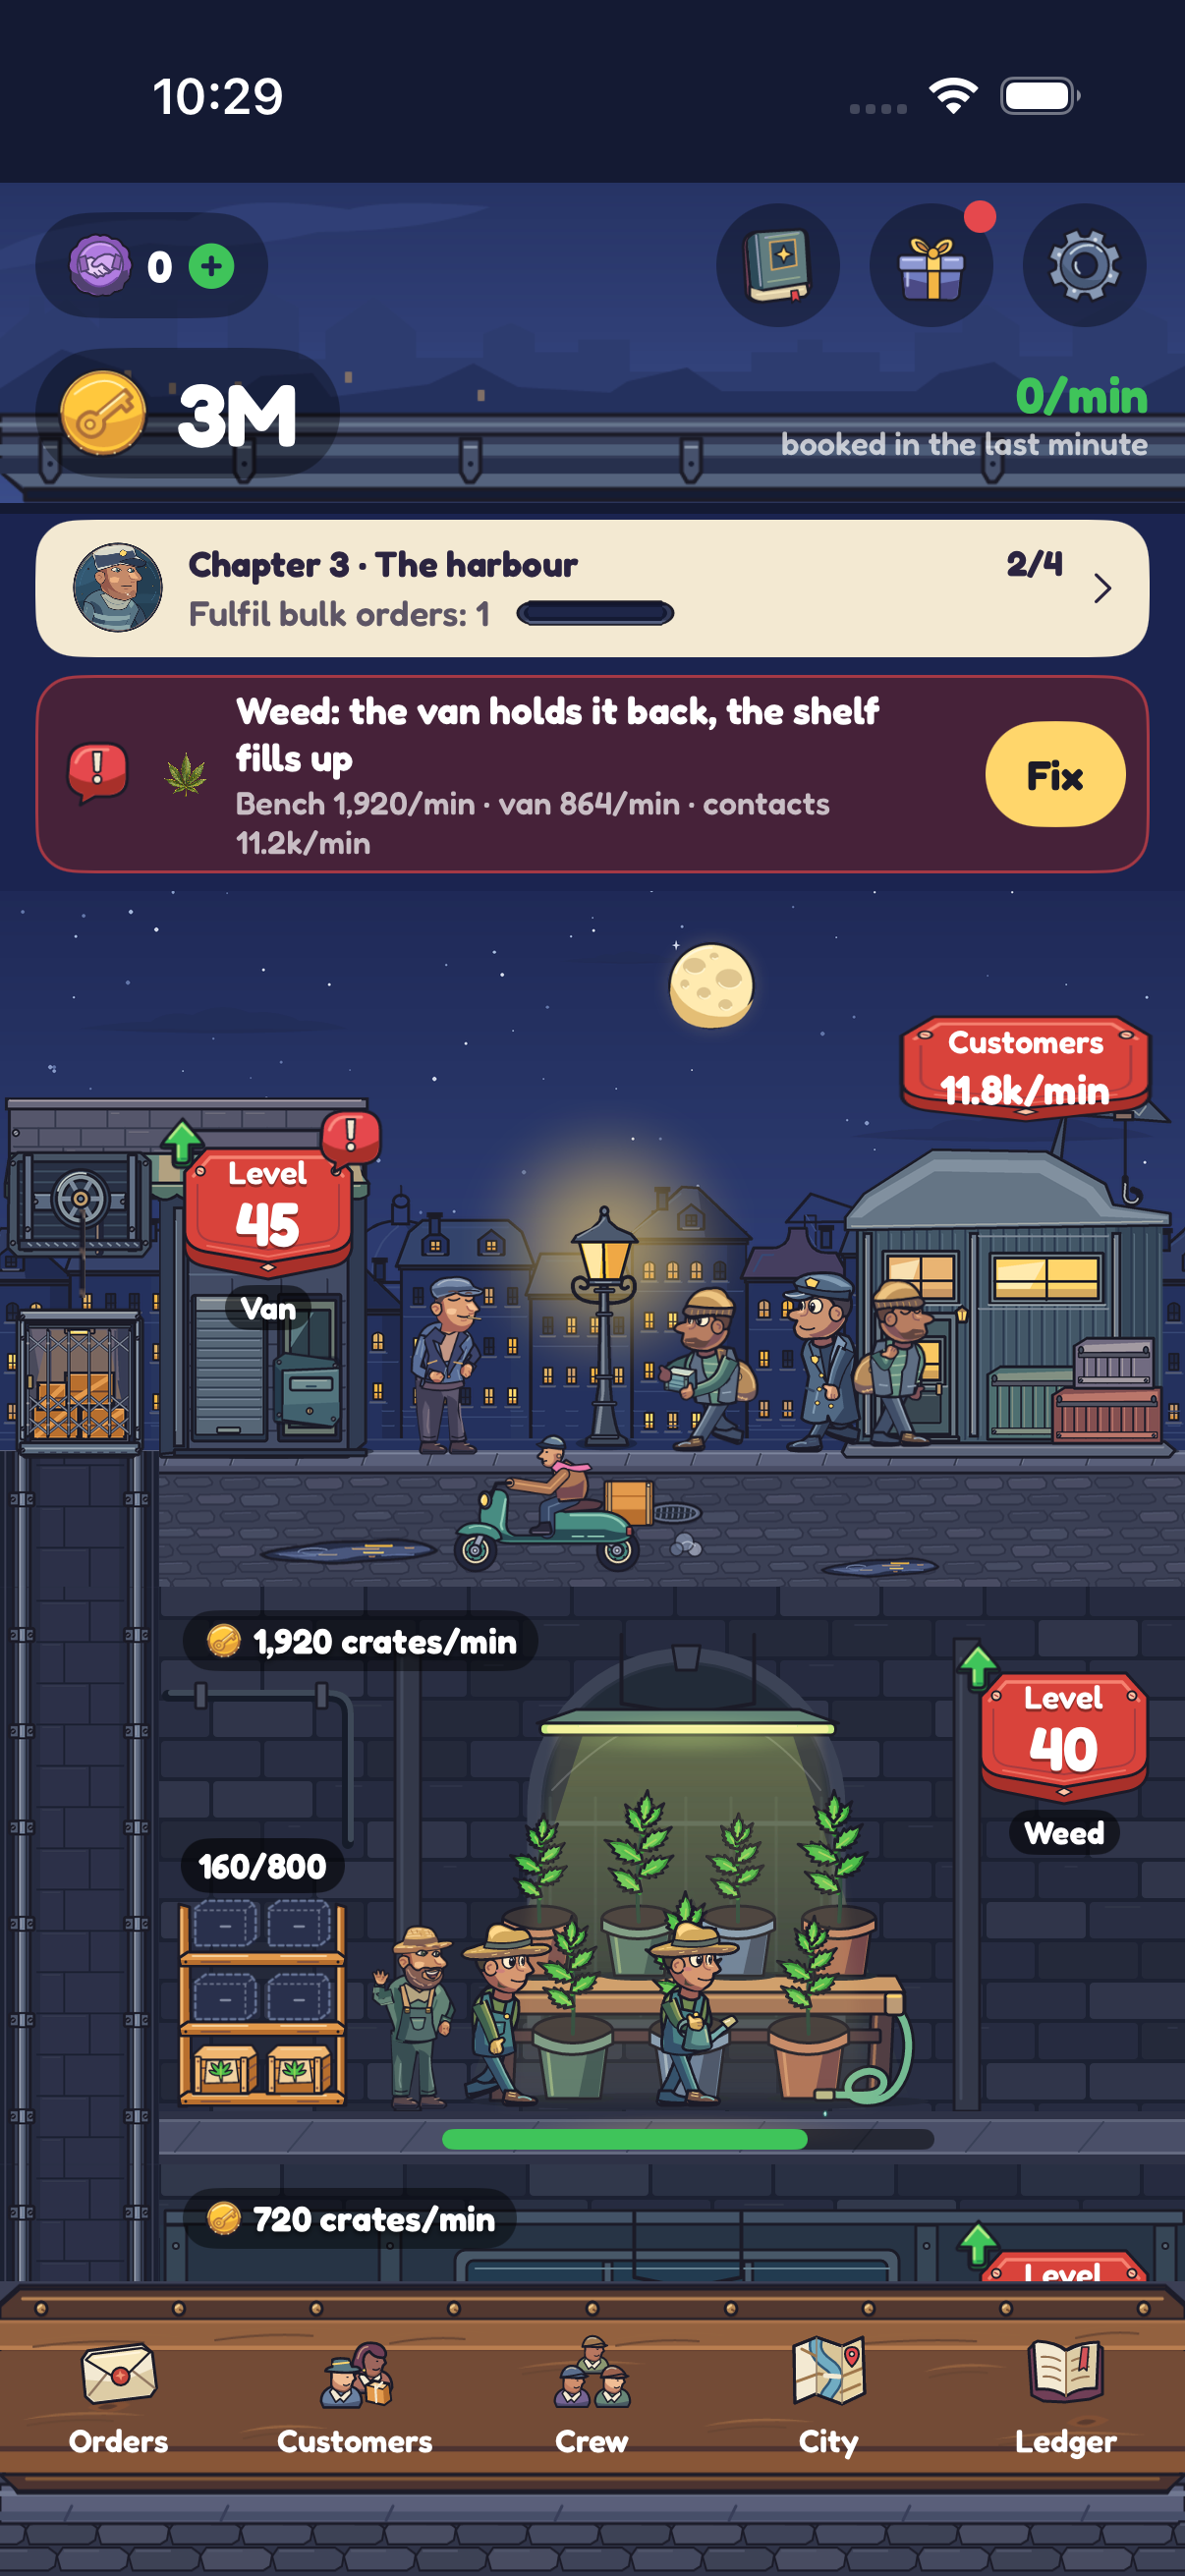 10:29
0
3M
0/min
booked in the last minute
Chapter 3 · The harbour
2/4
Fulfil bulk orders: 1
Weed: the van holds it back, the shelf
fills up
Bench 1,920/min · van 864/min · contacts
11.2k/min
Fix
Customers
11.8k/min
Level
45
Van
1,920 crates/min
Level
40
Weed
160/800
720 crates/min
Level
Orders
Customers
Crew
City
Ledger